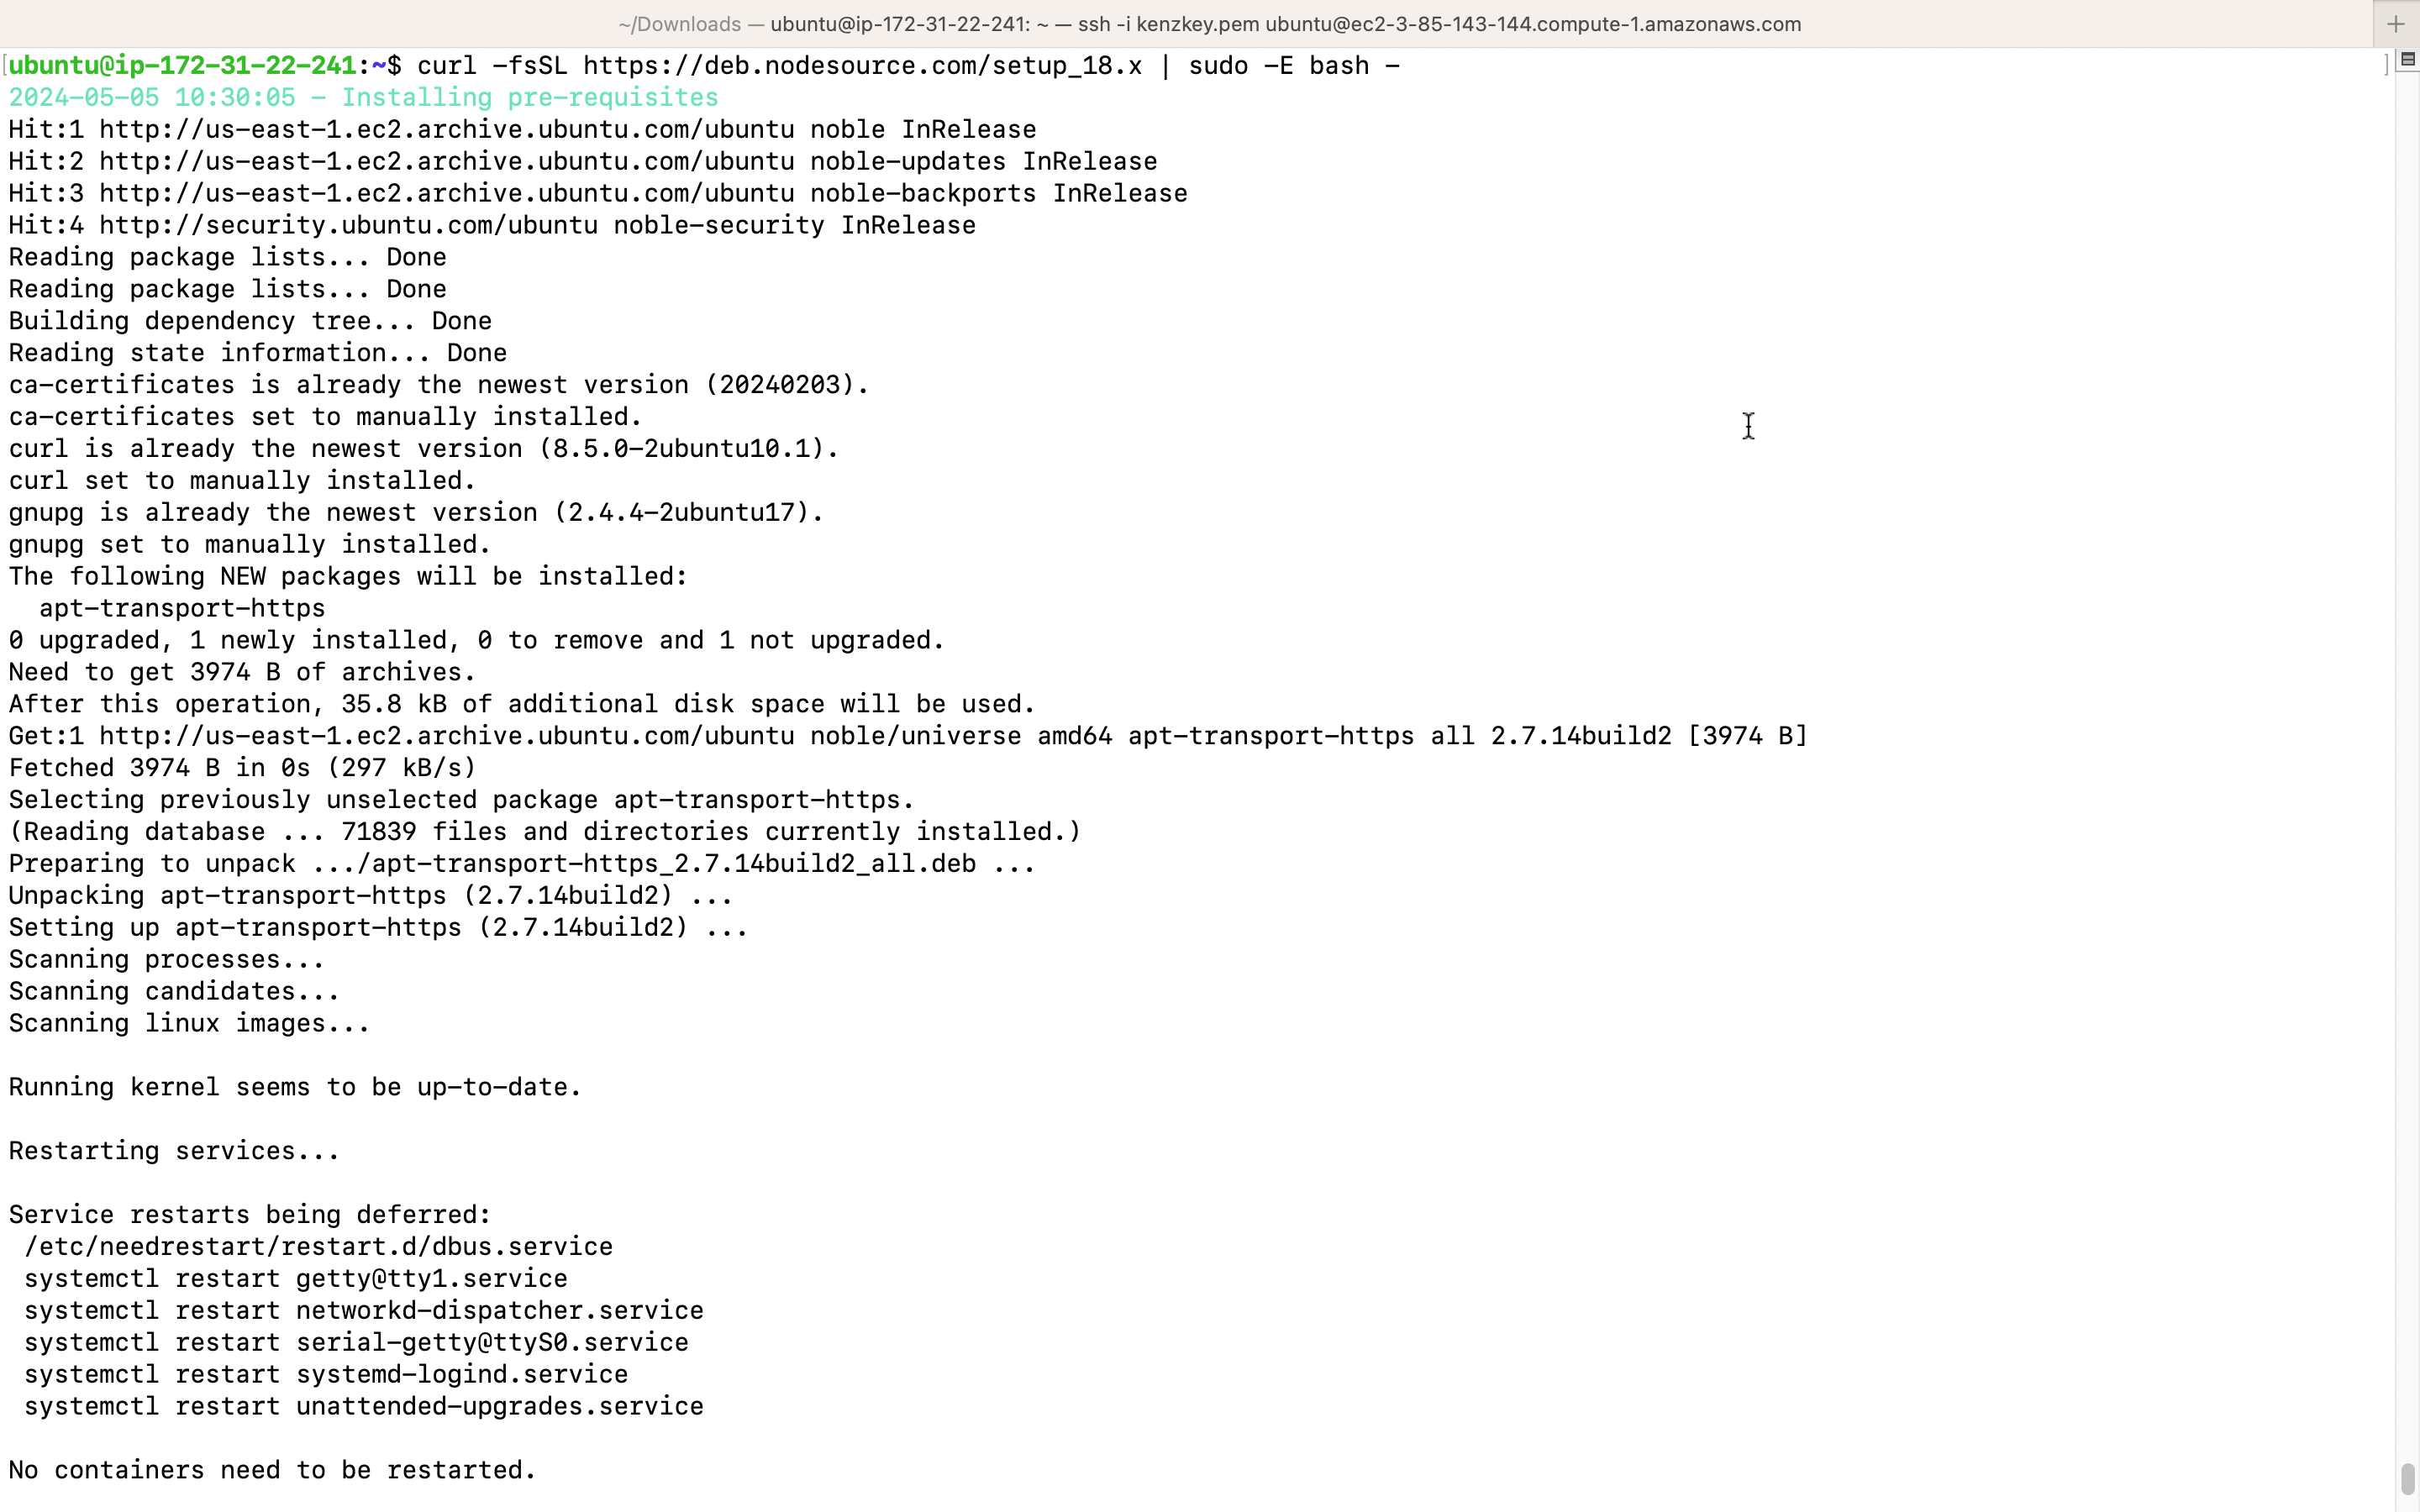 ~/Downloads — ubuntu@ip-172-31-22-241: ~ — ssh -i kenzkey.pem ubuntu@ec2-3-85-143-144.compute-1.amazonaws.com
[ubuntu@ip-172-31-22-241:~$ curl -fsSL https://deb.nodesource.com/setup_18.x | sudo -E bash - ]
2024-05-05 10:30:05 - Installing pre-requisites
Hit:1 http://us-east-1.ec2.archive.ubuntu.com/ubuntu noble InRelease
Hit:2 http://us-east-1.ec2.archive.ubuntu.com/ubuntu noble-updates InRelease
Hit:3 http://us-east-1.ec2.archive.ubuntu.com/ubuntu noble-backports InRelease
Hit:4 http://security.ubuntu.com/ubuntu noble-security InRelease
Reading package lists... Done
Reading package lists... Done
Building dependency tree... Done
Reading state information... Done
ca-certificates is already the newest version (20240203).
ca-certificates set to manually installed.
curl is already the newest version (8.5.0-2ubuntu10.1).
curl set to manually installed.
gnupg is already the newest version (2.4.4-2ubuntu17).
gnupg set to manually installed.
The following NEW packages will be installed:
  apt-transport-https
0 upgraded, 1 newly installed, 0 to remove and 1 not upgraded.
Need to get 3974 B of archives.
After this operation, 35.8 kB of additional disk space will be used.
Get:1 http://us-east-1.ec2.archive.ubuntu.com/ubuntu noble/universe amd64 apt-transport-https all 2.7.14build2 [3974 B]
Fetched 3974 B in 0s (297 kB/s)
Selecting previously unselected package apt-transport-https.
(Reading database ... 71839 files and directories currently installed.)
Preparing to unpack .../apt-transport-https_2.7.14build2_all.deb ...
Unpacking apt-transport-https (2.7.14build2) ...
Setting up apt-transport-https (2.7.14build2) ...
Scanning processes...
Scanning candidates...
Scanning linux images...
Running kernel seems to be up-to-date.
Restarting services...
Service restarts being deferred:
 /etc/needrestart/restart.d/dbus.service
 systemctl restart getty@tty1.service
 systemctl restart networkd-dispatcher.service
 systemctl restart serial-getty@ttyS0.service
 systemctl restart systemd-logind.service
 systemctl restart unattended-upgrades.service
No containers need to be restarted.